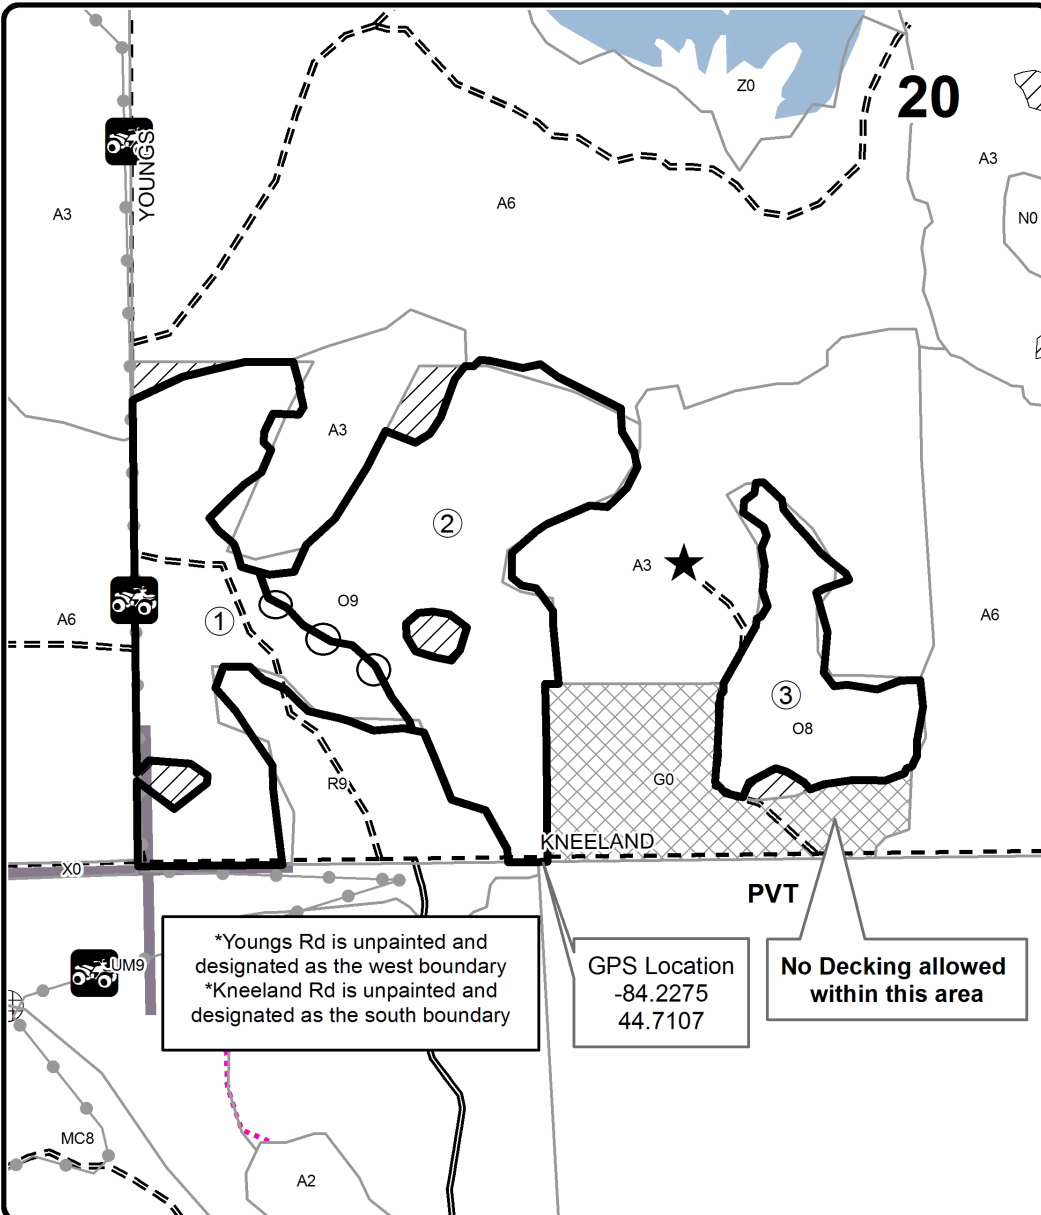 Z0
20
YOUNGS
A3
N0
A3
A6
A3
2
A3
O9
1
A6
A6
3
O8
R9
G0
KNEELAND
X0
PVT
*Youngs Rd is unpainted and
designated as the west boundary
*Kneeland Rd is unpainted and
designated as the south boundary
GPS Location
-84.2275
44.7107
No Decking allowed
within this area
UM9
MC8
A2